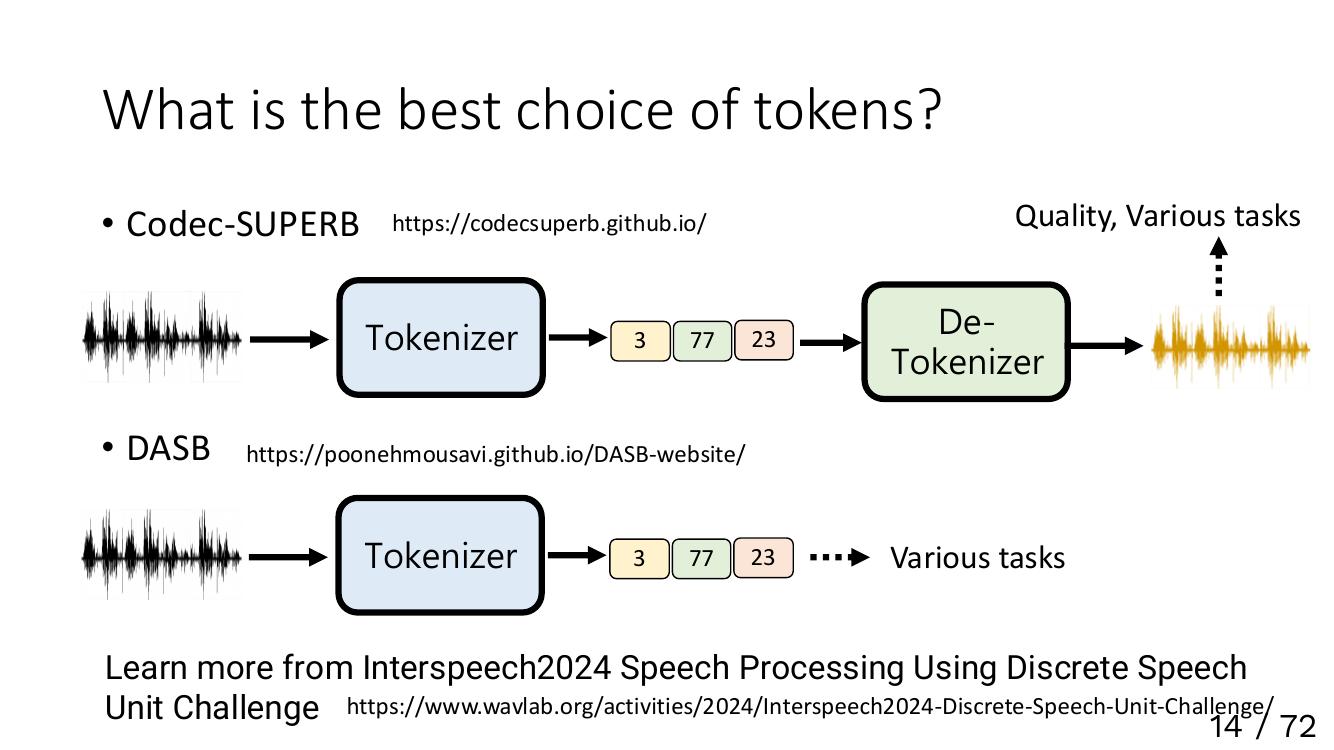 What is the best choice of tokens?
• Codec-SUPERB https://codecsuperb.github.io/
Quality, Various tasks
Tokenizer
3 77 23
De-
Tokenizer
• DASB https://poonehmousavi.github.io/DASB-website/
Tokenizer
3 77 23
Various tasks
Learn more from Interspeech2024 Speech Processing Using Discrete Speech
Unit Challenge https://www.wavlab.org/activities/2024/Interspeech2024-Discrete-Speech-Unit-Challenge/
14 / 72